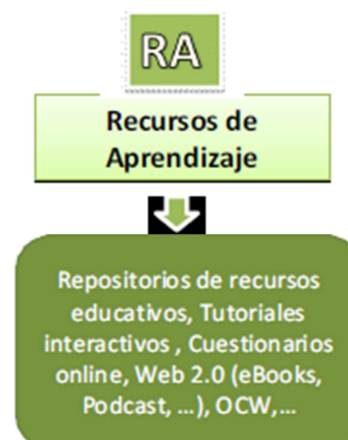 RA
Recursos de
Aprendizaje
Repositorios de recursos
educativos, Tutoriales
interactivos , Cuestionarios
online, Web 2.0 (eBooks,
Podcast, ...), OCW,...